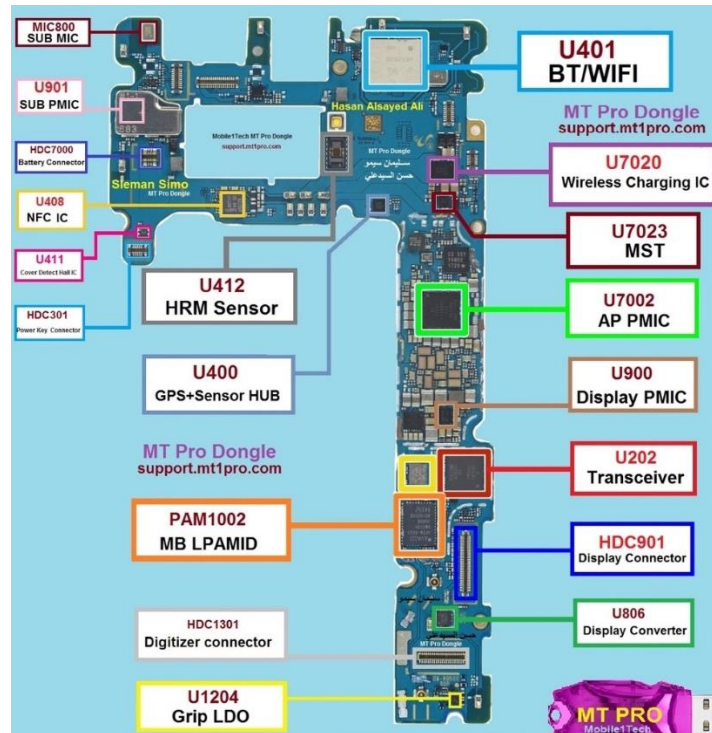 MIC800
SUB MIC
U901
SUB PMIC
HDC7000
Battery Connector
U408
NFC IC
U411
Cover Detect Hall IC
HDC301
Power Key Connector
U401
BT/WIFI
Hasan Alsayed Ali
Mobile1Tech MT Pro Dongle
support.mt1pro.com
MT Pro Dongle
سليمان سيمو
حسن السيدعلي
Sleman Simo
MT Pro Dongle
MT Pro Dongle
support.mt1pro.com
U7020
Wireless Charging IC
U7023
MST
U412
HRM Sensor
U7002
AP PMIC
U400
GPS+Sensor HUB
U900
Display PMIC
MT Pro Dongle
support.mt1pro.com
U202
Transceiver
PAM1002
MB LPAMID
HDC901
Display Connector
سليمان سيمو
HDC1301
Digitizer connector
U806
Display Converter
حسن السيدعلي
MT Pro Dongle
U1204
Grip LDO
MT PRO
Mobile1Tech